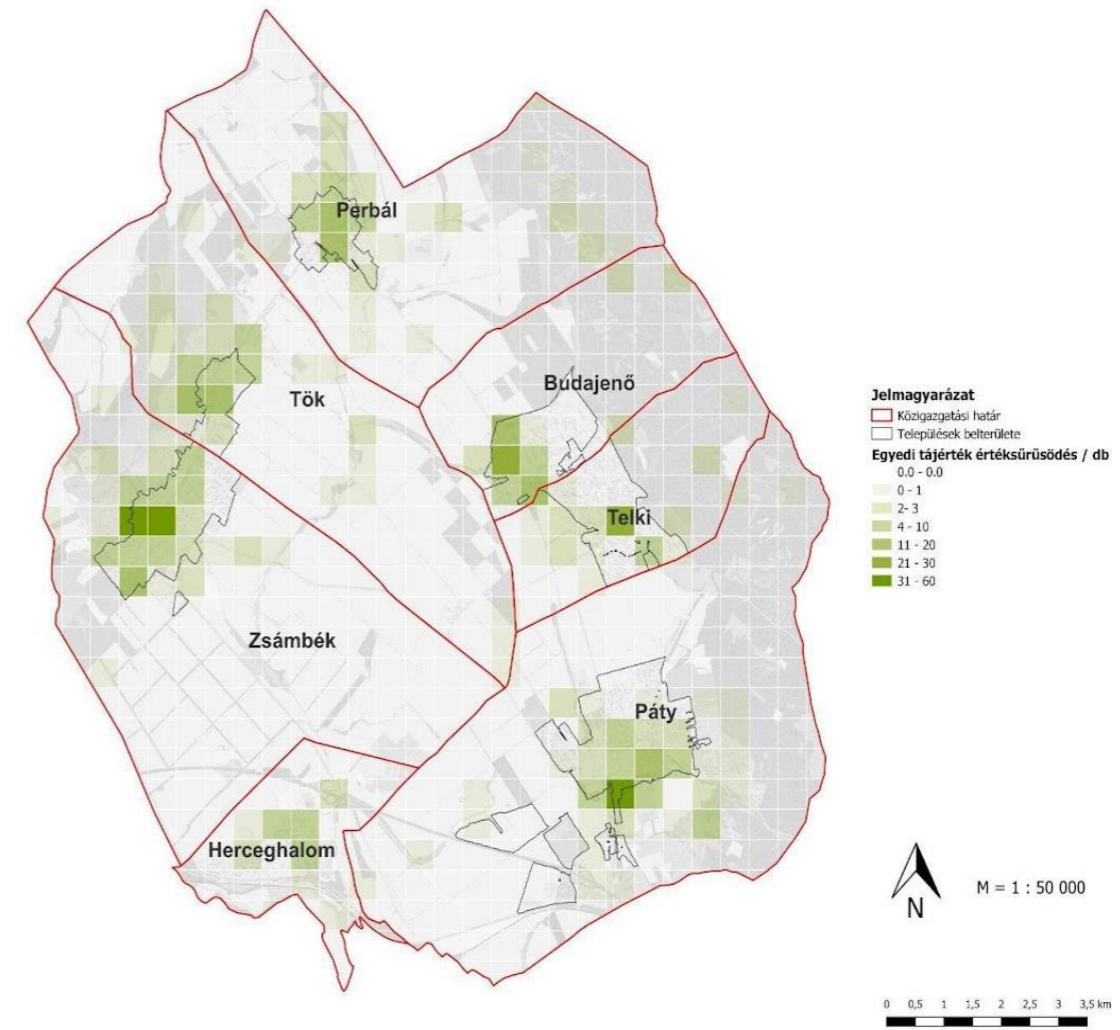 Perbál
Budajenő
Tök
Telki
Zsámbék
Páty
Herceghalom
Jelmagyarázat
Közigazgatási határ
Települések belterülete
Egyedi tájérték értéksűrűsödés / db
0.0 - 0.0
0 - 1
2- 3
4 - 10
11 - 20
21 - 30
31 - 60
N
M = 1 : 50 000
0 0,5 1 1,5 2 2,5 3 3,5 km